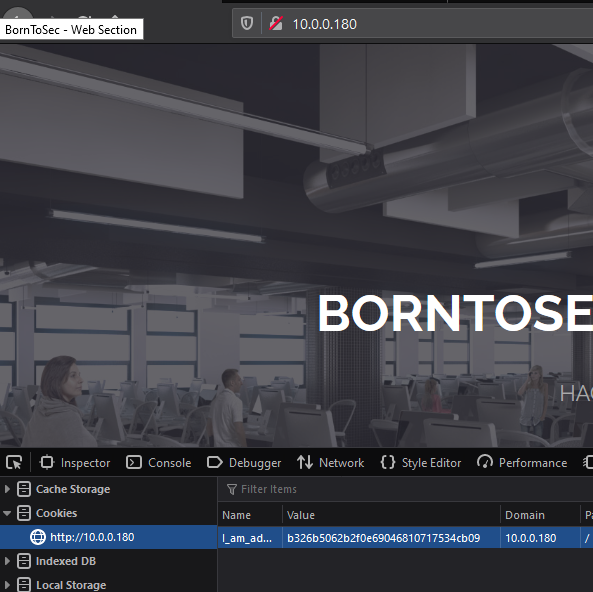 BornToSec - Web Section
10.0.0.180
BORNTOSE
HAC
Inspector
Console
Debugger
Network
Style Editor
Performance
Cache Storage
Filter Items
Cookies
Name
Value
Domain
Pa
http://10.0.0.180
I_am_ad...
b326b5062b2f0e69046810717534cb09
10.0.0.180
/
Indexed DB
Local Storage